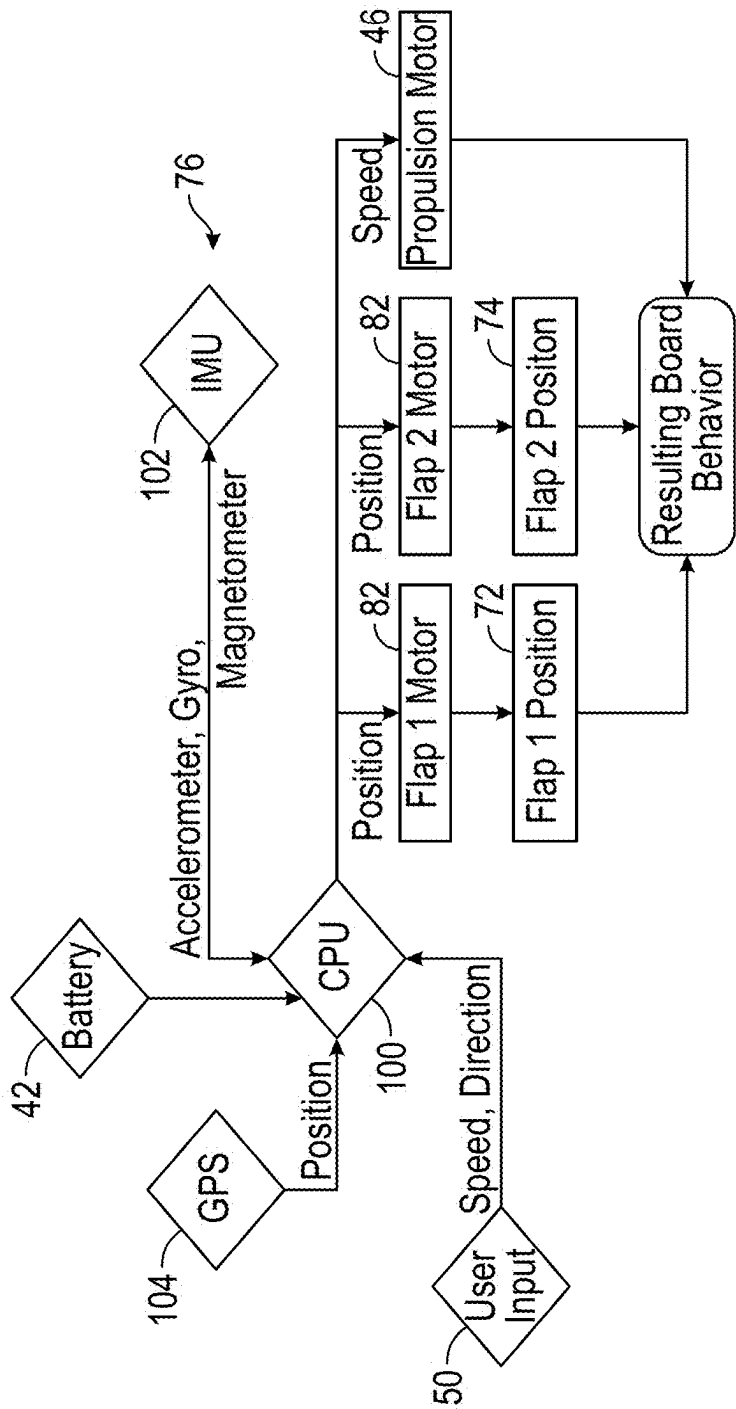 42
Battery
104
GPS
Position
50
User
Input
Speed, Direction
CPU
100
Accelerometer, Gyro,
Magnetometer
102
IMU
76
Position
Flap 1 Motor
82
Flap 1 Position
72
Position
Flap 2 Motor
82
Flap 2 Positon
74
Speed
Propulsion Motor
46
Resulting Board
Behavior